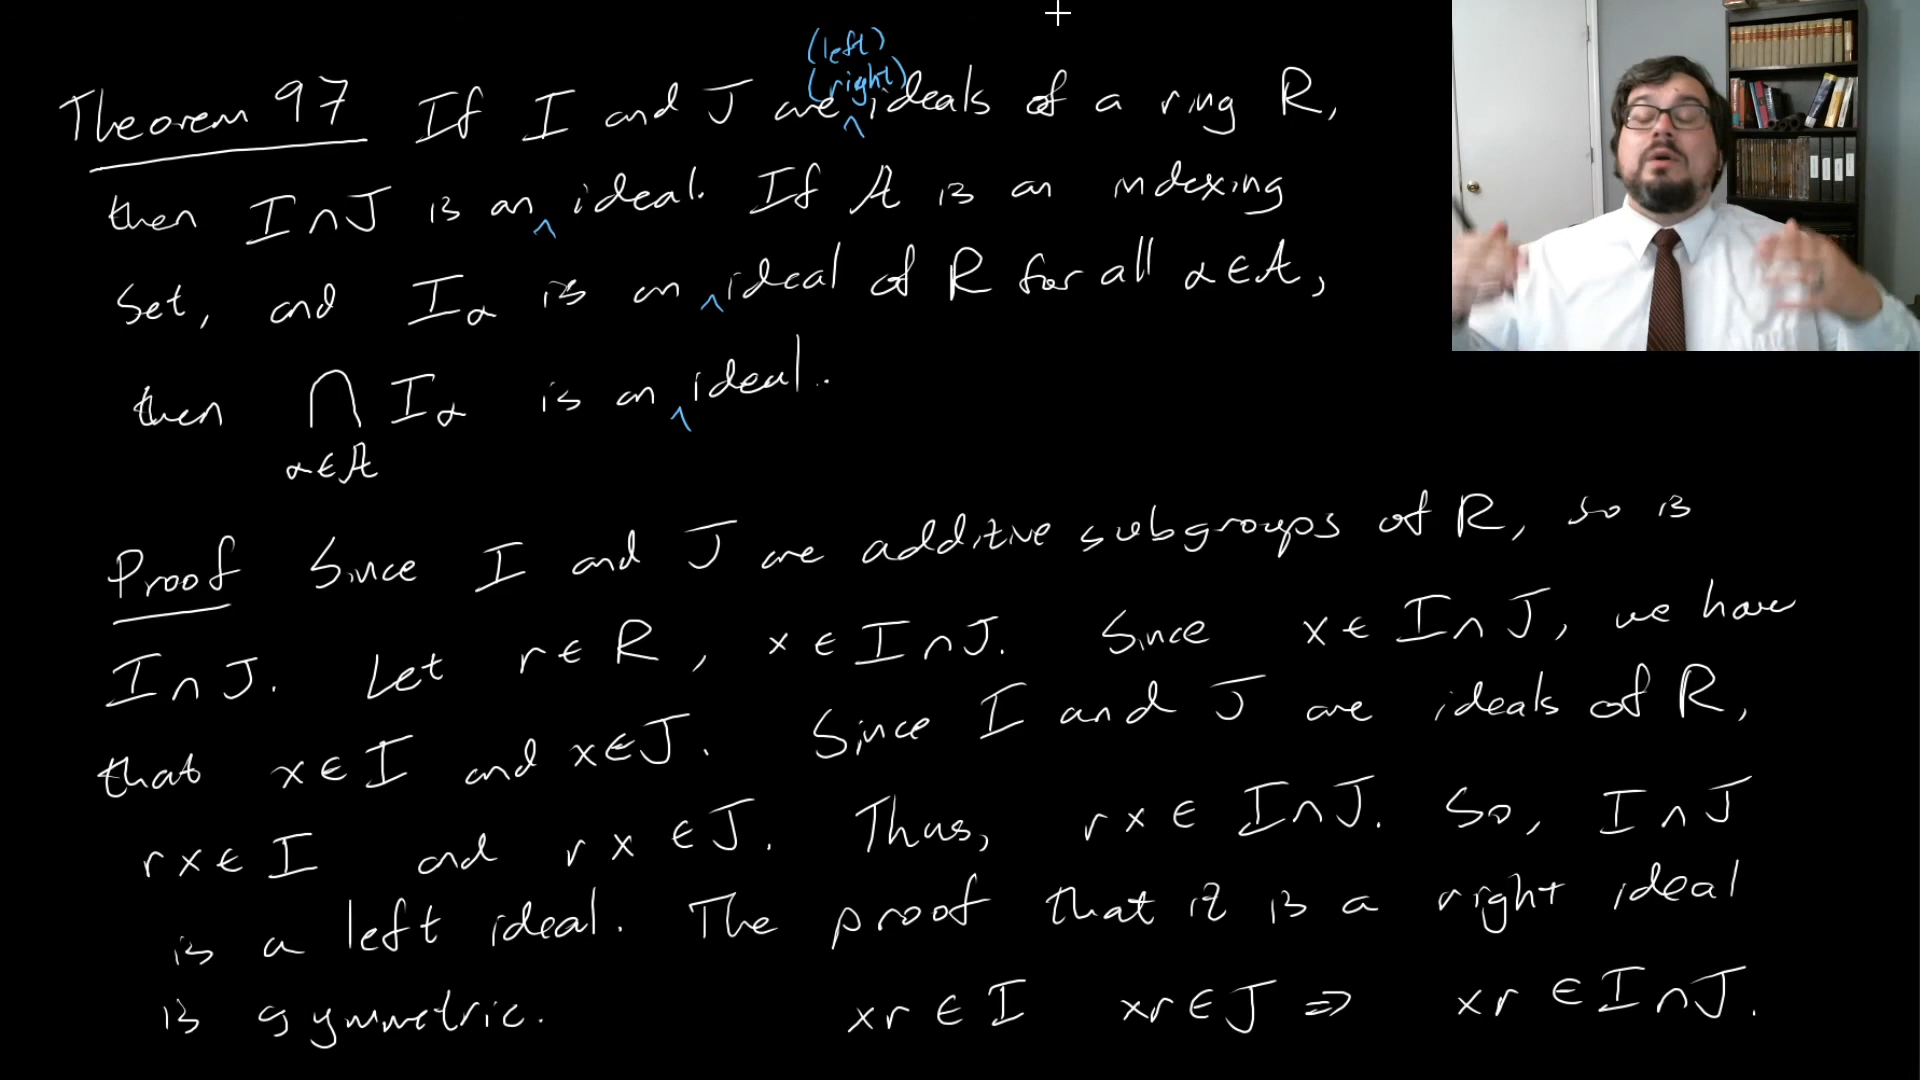 (left)
(right)
Theorem 97 If I and J are ^ ideals of a ring R,
then I ∩ J is an ^ ideal. If A is an indexing
set, and I_α is an ^ ideal of R for all α ∈ A,
then ⋂ I_α is an ^ ideal.
α ∈ A
Proof Since I and J are additive subgroups of R, so is
I ∩ J. Let r ∈ R, x ∈ I ∩ J. Since x ∈ I ∩ J, we have
that x ∈ I and x ∈ J. Since I and J are ideals of R,
rx ∈ I and rx ∈ J. Thus, rx ∈ I ∩ J. So, I ∩ J
is a left ideal. The proof that it is a right ideal
is symmetric. xr ∈ I xr ∈ J ⇒ xr ∈ I ∩ J.